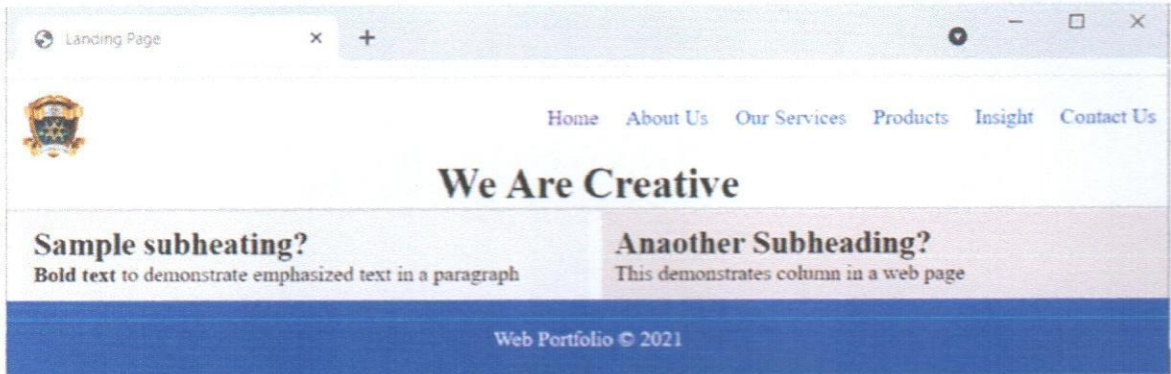 Landing Page
Home About Us Our Services Products Insight Contact Us
We Are Creative
Sample subheating?
Bold text to demonstrate emphasized text in a paragraph
Anaother Subheading?
This demonstrates column in a web page
Web Portfolio © 2021